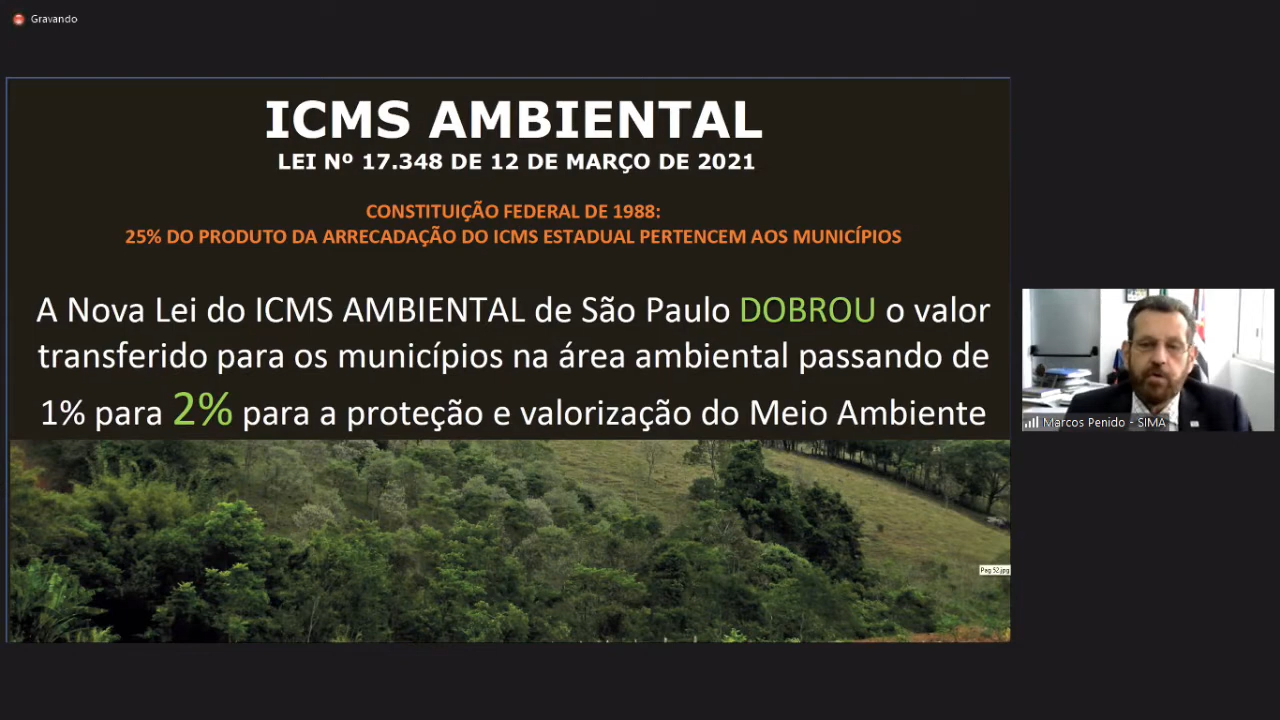 Gravando
ICMS AMBIENTAL
LEI Nº 17.348 DE 12 DE MARÇO DE 2021
CONSTITUIÇÃO FEDERAL DE 1988:
25% DO PRODUTO DA ARRECADAÇÃO DO ICMS ESTADUAL PERTENCEM AOS MUNICÍPIOS
A Nova Lei do ICMS AMBIENTAL de São Paulo DOBROU o valor
transferido para os municípios na área ambiental passando de
1% para 2% para a proteção e valorização do Meio Ambiente
Marcos Penido - SIMA
Pag 52.jpg